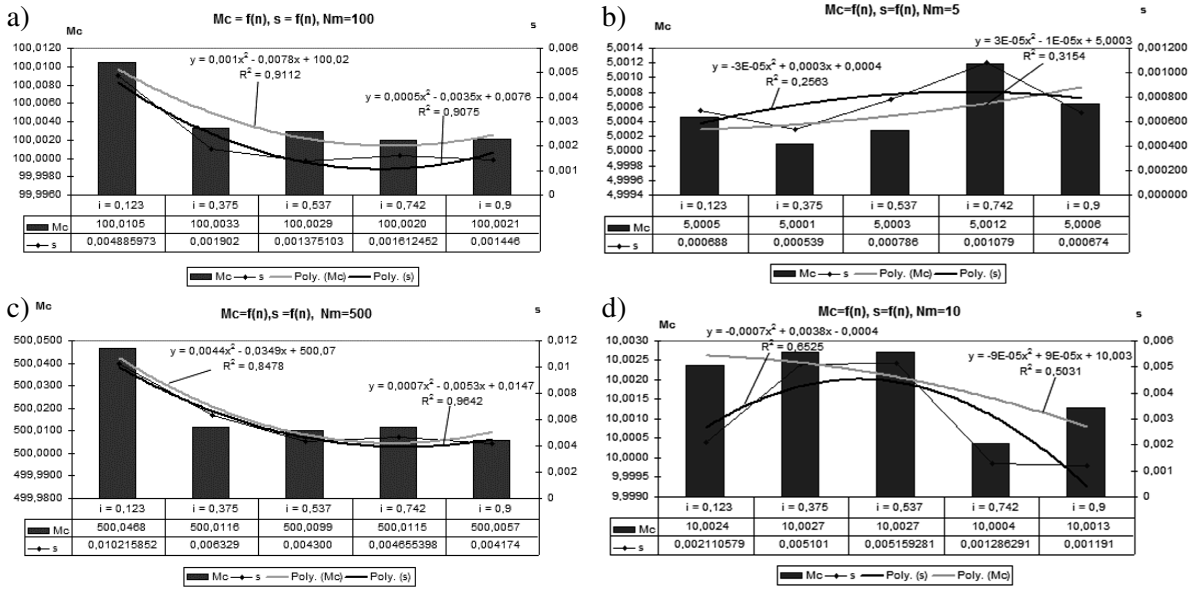 a)
Mc = f(n), s = f(n), Nm=100
Mc
s
100,0120
100,0100
100,0080
100,0060
100,0040
100,0020
100,0000
99,9980
99,9960
0,006
0,005
0,004
0,003
0,002
0,001
0
y = 0,001x² - 0,0078x + 100,02
R² = 0,9112
y = 0,0005x² - 0,0035x + 0,0076
R² = 0,9075
i = 0,123 i = 0,375 i = 0,537 i = 0,742 i = 0,9
Mc 100,0105 100,0033 100,0029 100,0020 100,0021
s 0,004885973 0,001902 0,001375103 0,001612452 0,001446
Mc s Poly. (Mc) Poly. (s)
b)
Mc=f(n), s=f(n), Nm=5
Mc
s
5,0014
5,0012
5,0010
5,0008
5,0006
5,0004
5,0002
5,0000
4,9998
4,9996
4,9994
0,001200
0,001000
0,000800
0,000600
0,000400
0,000200
0,000000
y = -3E-05x² + 0,0003x + 0,0004
R² = 0,2563
y = 3E-05x² - 1E-05x + 5,0003
R² = 0,3154
i = 0,123 i = 0,375 i = 0,537 i = 0,742 i = 0,9
Mc 5,0005 5,0001 5,0003 5,0012 5,0006
s 0,000688 0,000539 0,000786 0,001079 0,000674
Mc s Poly. (Mc) Poly. (s)
c)
Mc=f(n),s =f(n), Nm=500
Mc
s
500,0600
500,0400
500,0200
500,0000
499,9800
0,012
0,010
0,008
0,006
0,004
0,002
0
y = 0,0044x² - 0,0349x + 500,07
R² = 0,8478
y = 0,0007x² - 0,0053x + 0,0147
R² = 0,9642
i = 0,123 i = 0,375 i = 0,537 i = 0,742 i = 0,9
Mc 500,0468 500,0116 500,0099 500,0115 500,0057
s 0,010215852 0,006329 0,004300 0,004655398 0,004174
Mc s Poly. (Mc) Poly. (s)
d)
Mc=f(n), s=f(n), Nm=10
Mc
s
10,0030
10,0025
10,0020
10,0015
10,0010
10,0005
10,0000
9,9995
9,9990
0,006
0,005
0,004
0,003
0,002
0,001
0
y = -0,0007x² + 0,0038x - 0,0004
R² = 0,6525
y = -9E-05x² + 9E-05x + 10,003
R² = 0,5031
i = 0,123 i = 0,375 i = 0,537 i = 0,742 i = 0,9
Mc 10,0024 10,0027 10,0027 10,0004 10,0013
s 0,002110579 0,005101 0,005159281 0,001286291 0,001191
Mc s Poly. (s) Poly. (Mc)